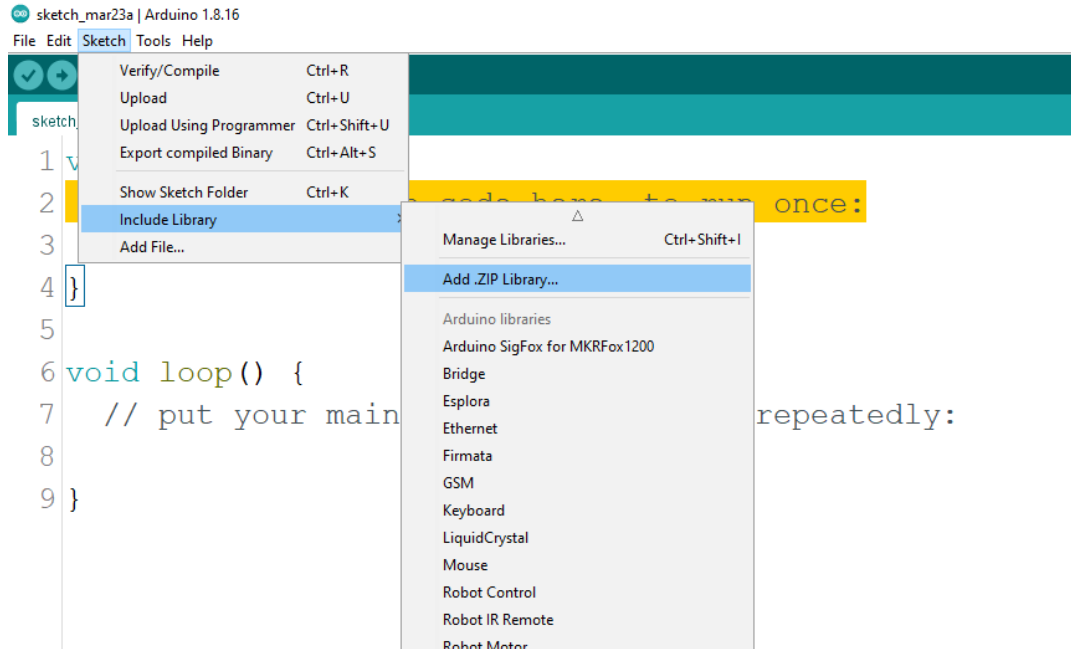 sketch_mar23a | Arduino 1.8.16
File Edit Sketch Tools Help
Verify/Compile Ctrl+R
Upload Ctrl+U
Upload Using Programmer Ctrl+Shift+U
Export compiled Binary Ctrl+Alt+S
Show Sketch Folder Ctrl+K
Include Library
Add File...
Manage Libraries... Ctrl+Shift+I
Add .ZIP Library...
Arduino libraries
Arduino SigFox for MKRFox1200
Bridge
Esplora
Ethernet
Firmata
GSM
Keyboard
LiquidCrystal
Mouse
Robot Control
Robot IR Remote
Robot Motor
sketch_
1 v
2 code here, to run once:
3
4 }
5
6 void loop() {
7 // put your main repeatedly:
8
9 }